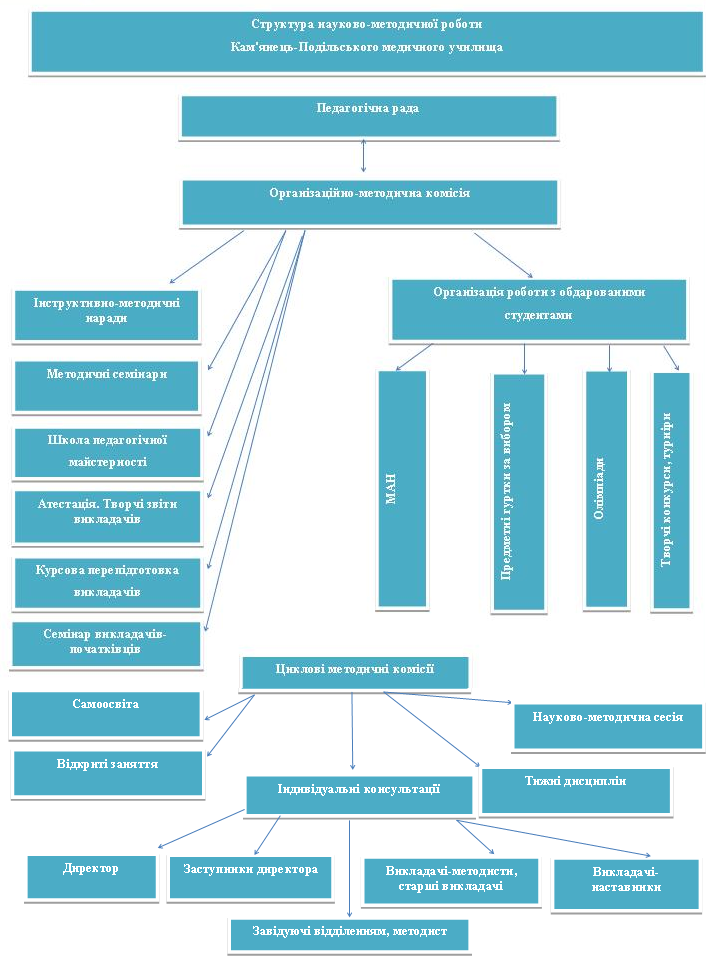 Структура науково-методичної роботи
Кам'янець-Подільського медичного училища
Педагогічна рада
Організаційно-методична комісія
Інструктивно-методичні
наради
Організація роботи з обдарованими
студентами
Методичні семінари
Школа педагогічної
майстерності
Атестація. Творчі звіти
викладачів
Курсова перепідготовка
викладачів
Семінар викладачів-
початківців
МАН
Предметні гуртки за вибором
Олімпіади
Творчі конкурси, турніри
Циклові методичні комісії
Самоосвіта
Науково-методична сесія
Відкриті заняття
Індивідуальні консультації
Тижні дисциплін
Директор
Заступники директора
Викладачі-методисти,
старші викладачі
Викладачі-
наставники
Завідуючі відділенням, методист